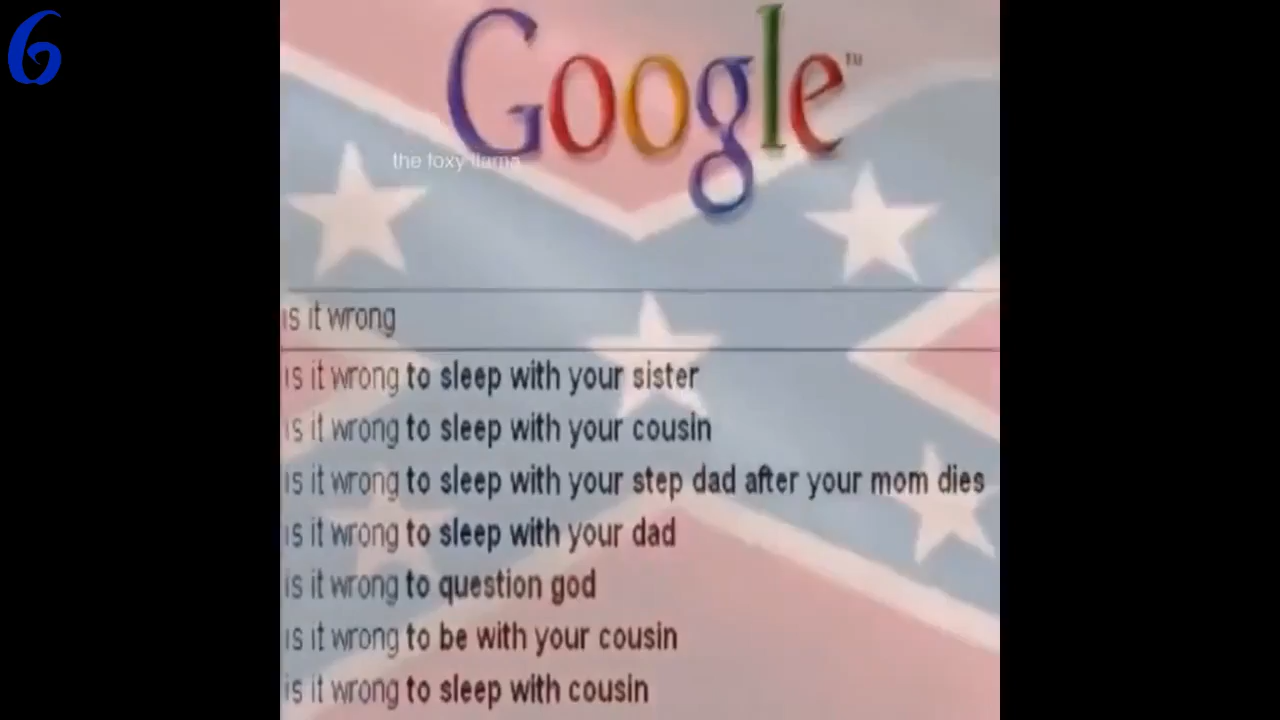 6
Google™
the foxy llama
is it wrong
is it wrong to sleep with your sister
is it wrong to sleep with your cousin
is it wrong to sleep with your step dad after your mom dies
is it wrong to sleep with your dad
is it wrong to question god
is it wrong to be with your cousin
is it wrong to sleep with cousin